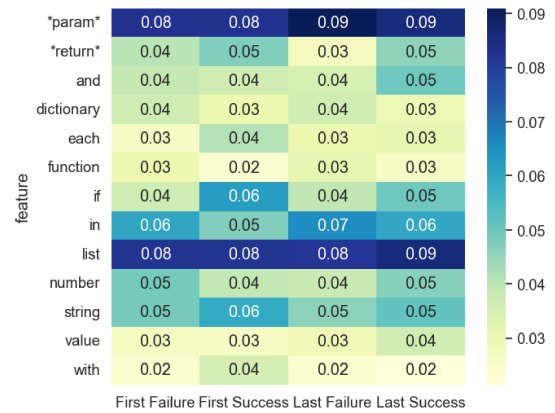 *param* 0.08 0.08 0.09 0.09
*return* 0.04 0.05 0.03 0.05
and 0.04 0.04 0.04 0.05
dictionary 0.04 0.03 0.04 0.03
each 0.03 0.04 0.03 0.03
function 0.03 0.02 0.03 0.03
if 0.04 0.06 0.04 0.05
in 0.06 0.05 0.07 0.06
list 0.08 0.08 0.08 0.09
number 0.05 0.04 0.04 0.05
string 0.05 0.06 0.05 0.05
value 0.03 0.03 0.03 0.04
with 0.02 0.04 0.02 0.02
First Failure First Success Last Failure Last Success
feature
0.09
0.08
0.07
0.06
0.05
0.04
0.03